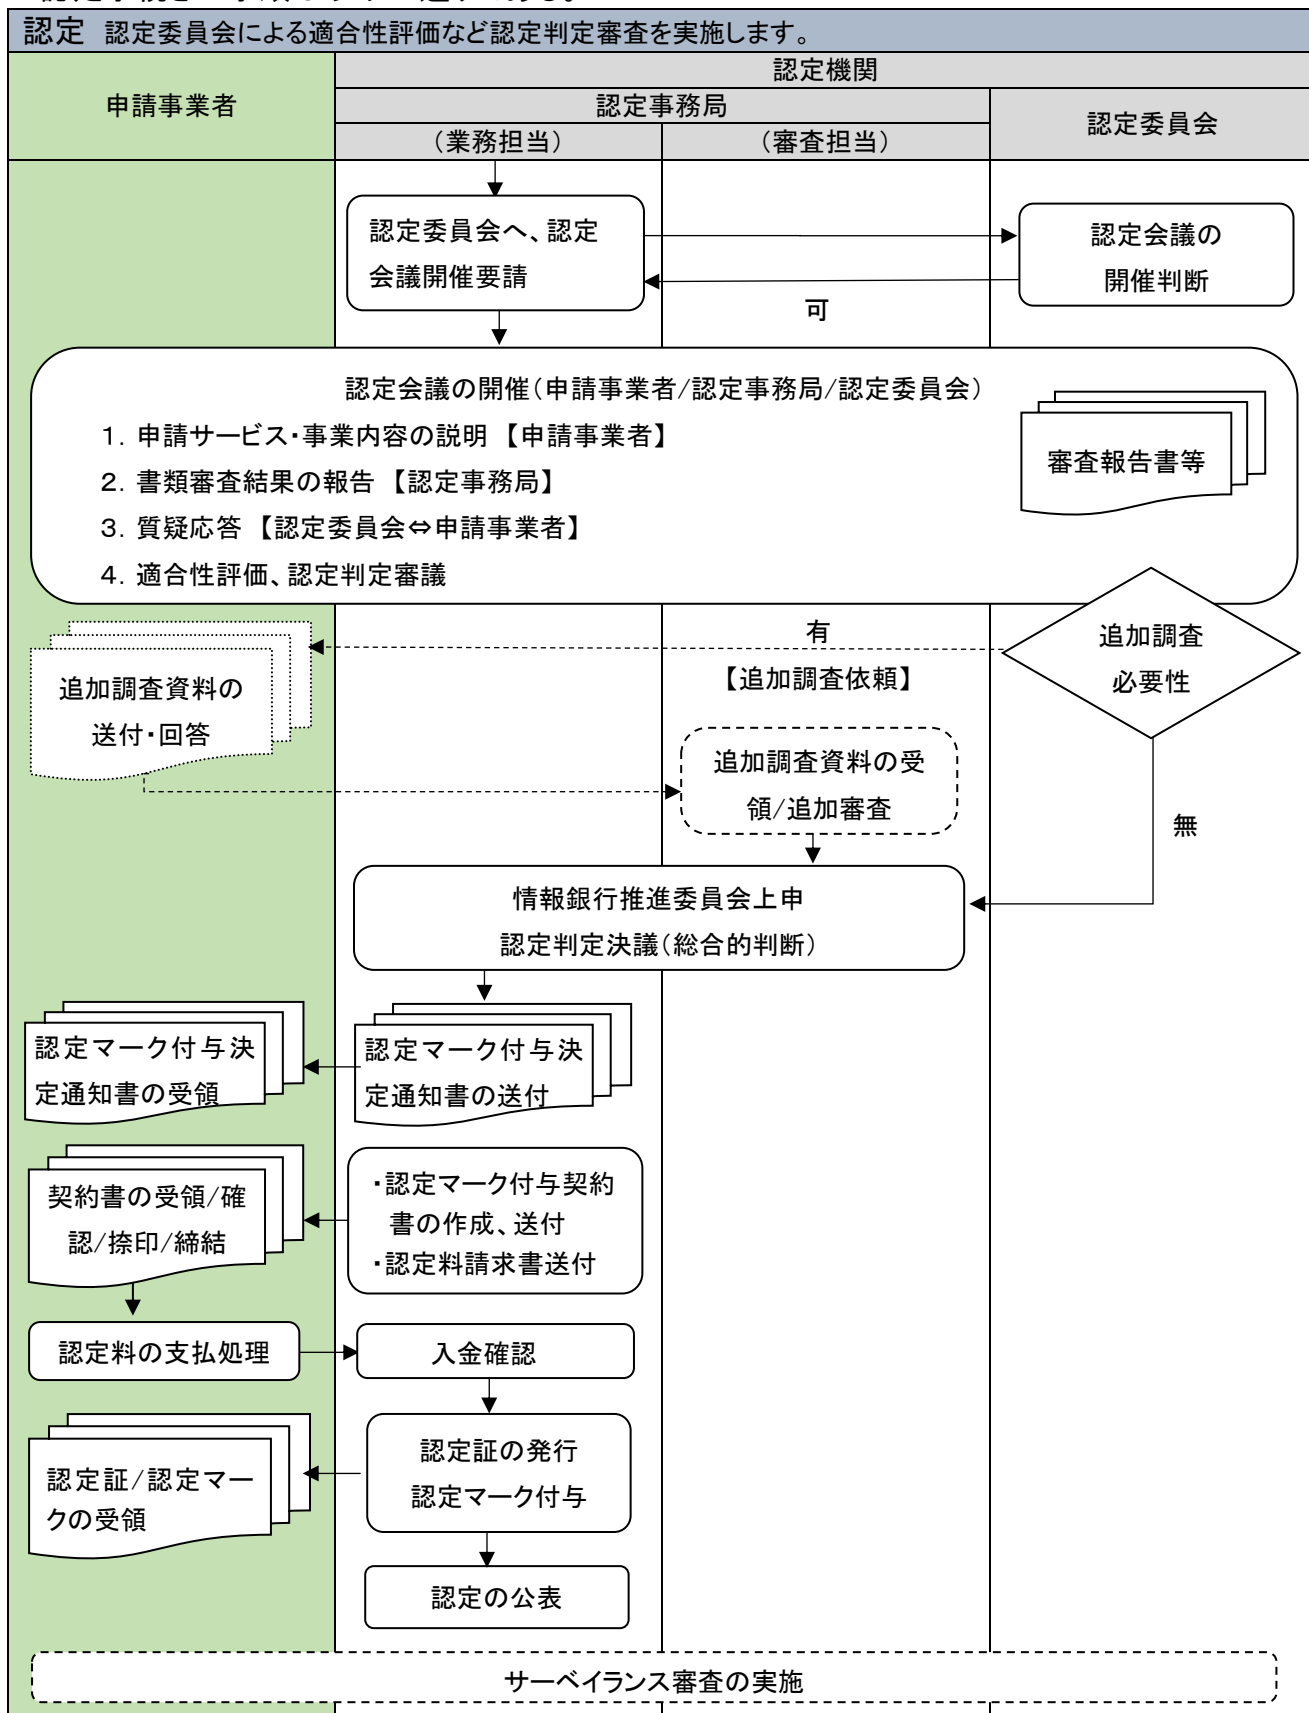 認定 認定委員会による適合性評価など認定判定審査を実施します。
申請事業者
認定機関
認定事務局
認定委員会
（業務担当）
（審査担当）
認定委員会へ、認定
会議開催要請
認定会議の
開催判断
可
認定会議の開催（申請事業者/認定事務局/認定委員会）
1．申請サービス・事業内容の説明 【申請事業者】
2．書類審査結果の報告 【認定事務局】
3．質疑応答 【認定委員会⇔申請事業者】
4．適合性評価、認定判定審議
審査報告書等
追加調査
必要性
有
【追加調査依頼】
追加調査資料の
送付・回答
追加調査資料の受
領/追加審査
無
情報銀行推進委員会上申
認定判定決議（総合的判断）
認定マーク付与決
定通知書の受領
認定マーク付与決
定通知書の送付
契約書の受領/確
認/捺印/締結
・認定マーク付与契約
書の作成、送付
・認定料請求書送付
認定料の支払処理
入金確認
認定証/認定マー
クの受領
認定証の発行
認定マーク付与
認定の公表
サーベイランス審査の実施